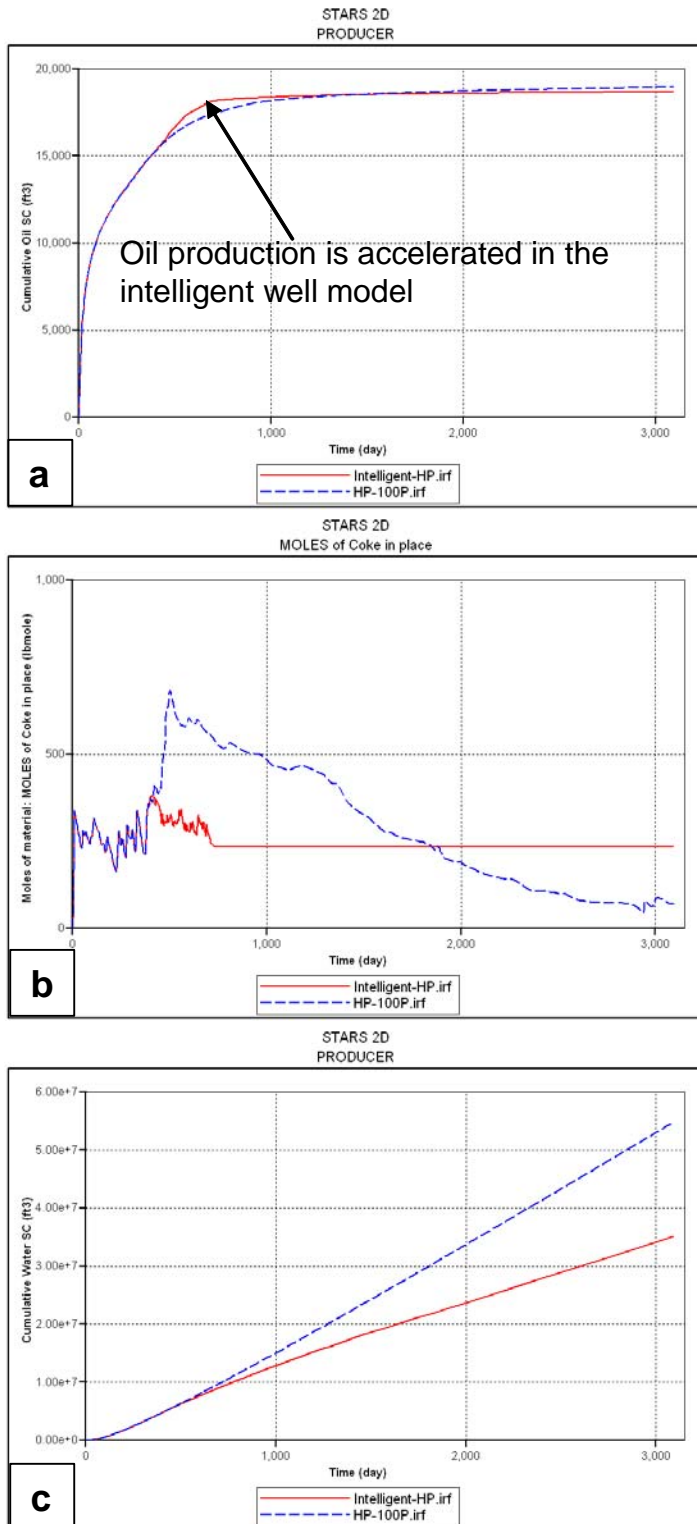 STARS 2D
PRODUCER
20,000
15,000
10,000
5,000
0
Cumulative Oil SC (ft3)
Oil production is accelerated in the
intelligent well model
0 1,000 2,000 3,000
Time (day)
a
Intelligent-HP.irf
HP-100P.irf
STARS 2D
MOLES of Coke in place
1,000
500
0
Moles of material: MOLES of Coke in place (lbmole)
0 1,000 2,000 3,000
Time (day)
b
Intelligent-HP.irf
HP-100P.irf
STARS 2D
PRODUCER
6.00e+7
5.00e+7
4.00e+7
3.00e+7
2.00e+7
1.00e+7
0.00e+0
Cumulative Water SC (ft3)
0 1,000 2,000 3,000
Time (day)
c
Intelligent-HP.irf
HP-100P.irf